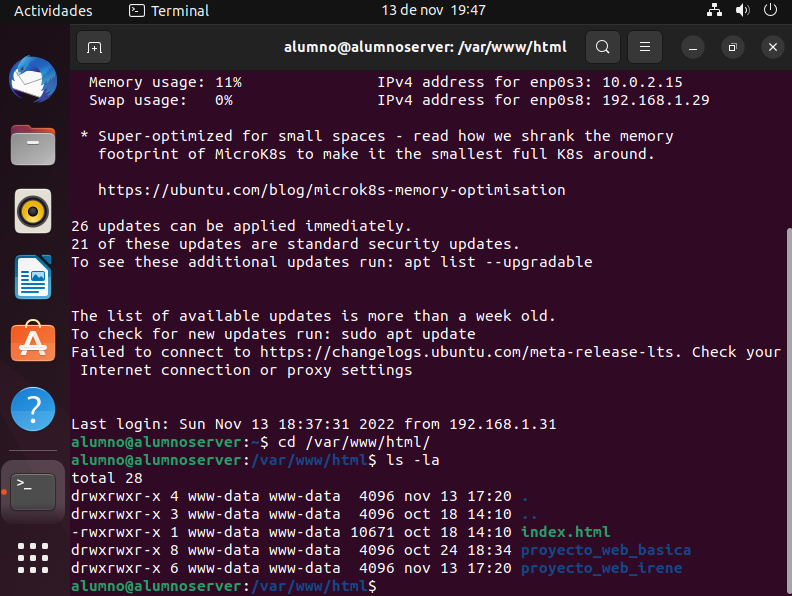 Actividades Terminal 13 de nov 19:47
alumno@alumnoserver: /var/www/html
Memory usage: 11% IPv4 address for enp0s3: 10.0.2.15
Swap usage: 0% IPv4 address for enp0s8: 192.168.1.29
* Super-optimized for small spaces - read how we shrank the memory
footprint of MicroK8s to make it the smallest full K8s around.
https://ubuntu.com/blog/microk8s-memory-optimisation
26 updates can be applied immediately.
21 of these updates are standard security updates.
To see these additional updates run: apt list --upgradable
The list of available updates is more than a week old.
To check for new updates run: sudo apt update
Failed to connect to https://changelogs.ubuntu.com/meta-release-lts. Check your
Internet connection or proxy settings
Last login: Sun Nov 13 18:37:31 2022 from 192.168.1.31
alumno@alumnoserver:~$ cd /var/www/html/
alumno@alumnoserver:/var/www/html$ ls -la
total 28
drwxrwxr-x 4 www-data www-data 4096 nov 13 17:20 .
drwxrwxr-x 3 www-data www-data 4096 oct 18 14:10 ..
-rwxrwxr-x 1 www-data www-data 10671 oct 18 14:10 index.html
drwxrwxr-x 8 www-data www-data 4096 oct 24 18:34 proyecto_web_basica
drwxrwxr-x 6 www-data www-data 4096 nov 13 17:20 proyecto_web_irene
alumno@alumnoserver:/var/www/html$